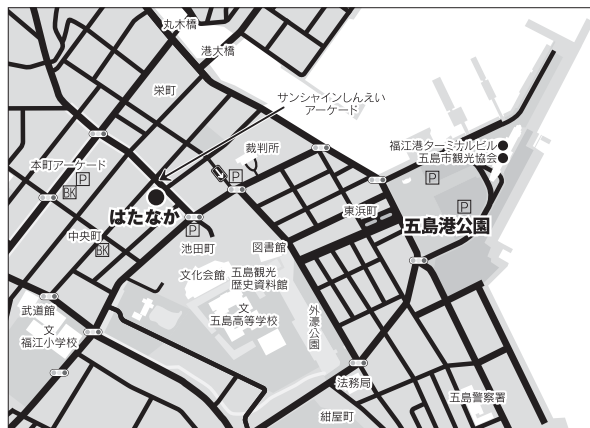 丸木橋
港大橋
栄町
サンシャインしんえい
アーケード
裁判所
福江港ターミナルビル
五島市観光協会
本町アーケード
P
BK
はたなか
P
P
P
P
東浜町
五島港公園
中央町
BK
池田町
図書館
文化会館
五島観光
歴史資料館
文
五島高等学校
外濠公園
武道館
文
福江小学校
法務局
五島警察署
紺屋町